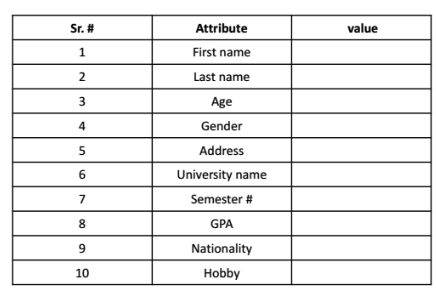 Sr. # Attribute value
1 First name
2 Last name
3 Age
4 Gender
5 Address
6 University name
7 Semester #
8 GPA
9 Nationality
10 Hobby